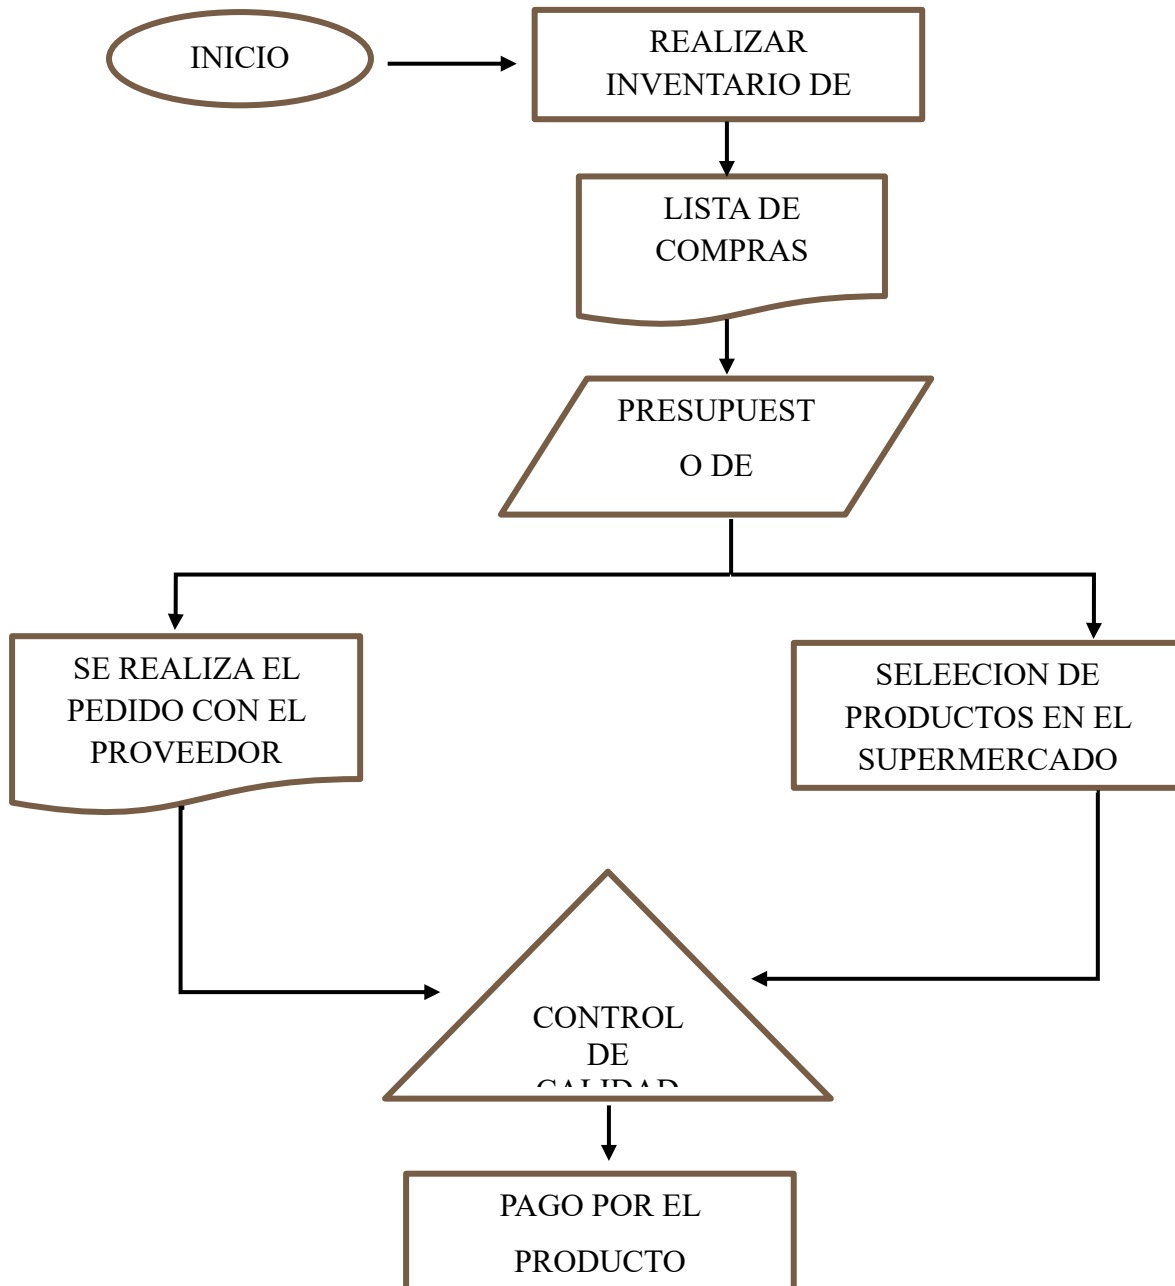 INICIO
REALIZAR
INVENTARIO DE
LISTA DE
COMPRAS
PRESUPUEST
O DE
SE REALIZA EL
PEDIDO CON EL
PROVEEDOR
SELEECION DE
PRODUCTOS EN EL
SUPERMERCADO
CONTROL
DE
CALIDAD
PAGO POR EL
PRODUCTO